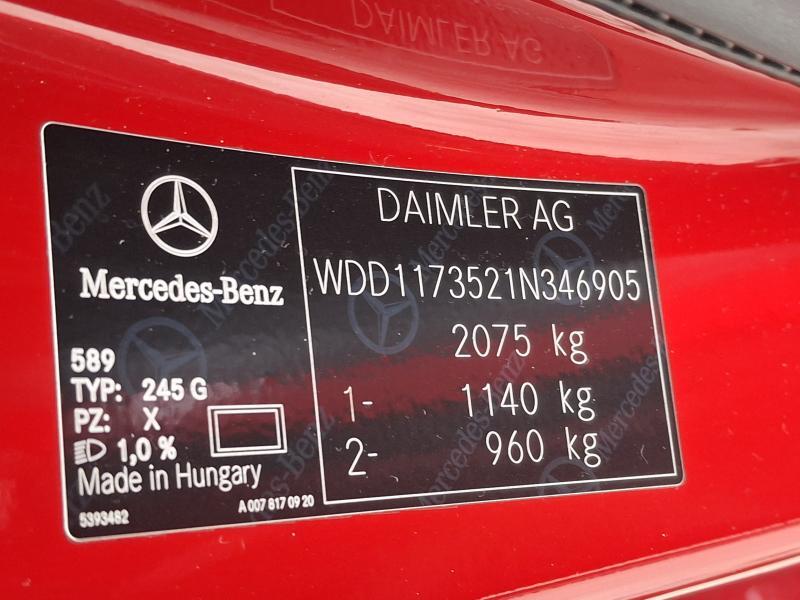 DAIMLER AG
Mercedes-Benz
589
TYP: 245 G
PZ: X
1,0 %
Made in Hungary
5393482
A 007 817 09 20
DAIMLER AG
WDD1173521N346905
2075 kg
1- 1140 kg
2- 960 kg